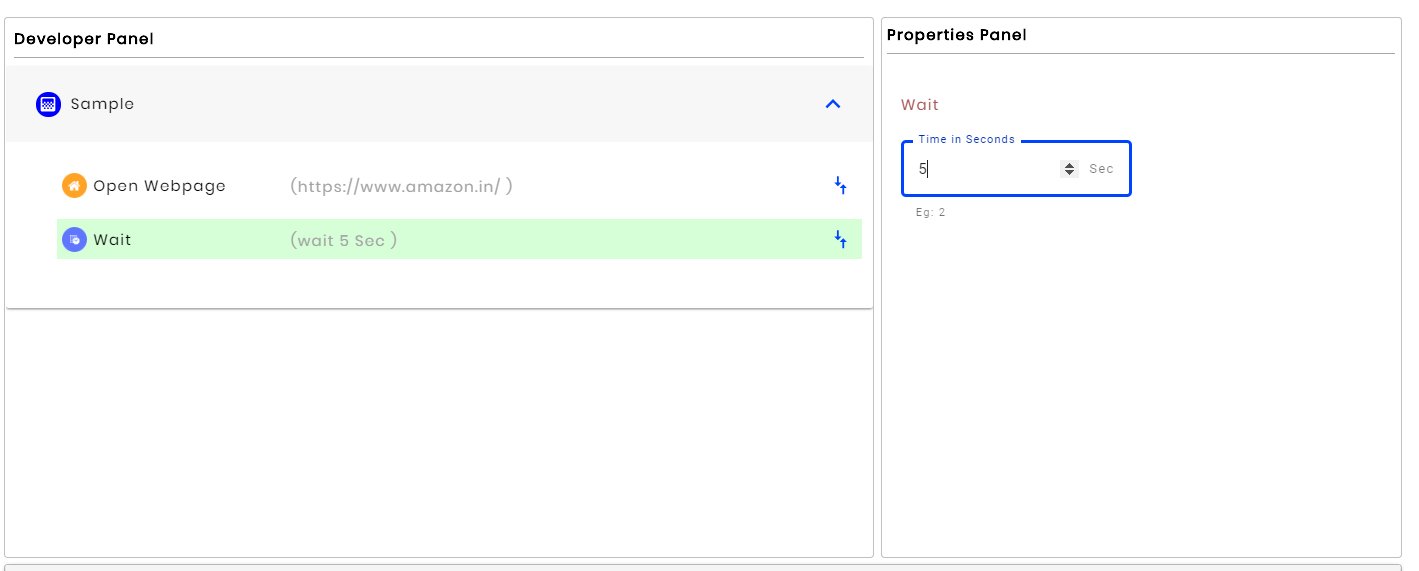 Developer Panel
Sample
Open Webpage (https://www.amazon.in/ )
Wait (wait 5 Sec )
Properties Panel
Wait
Time in Seconds
5 Sec
Eg: 2